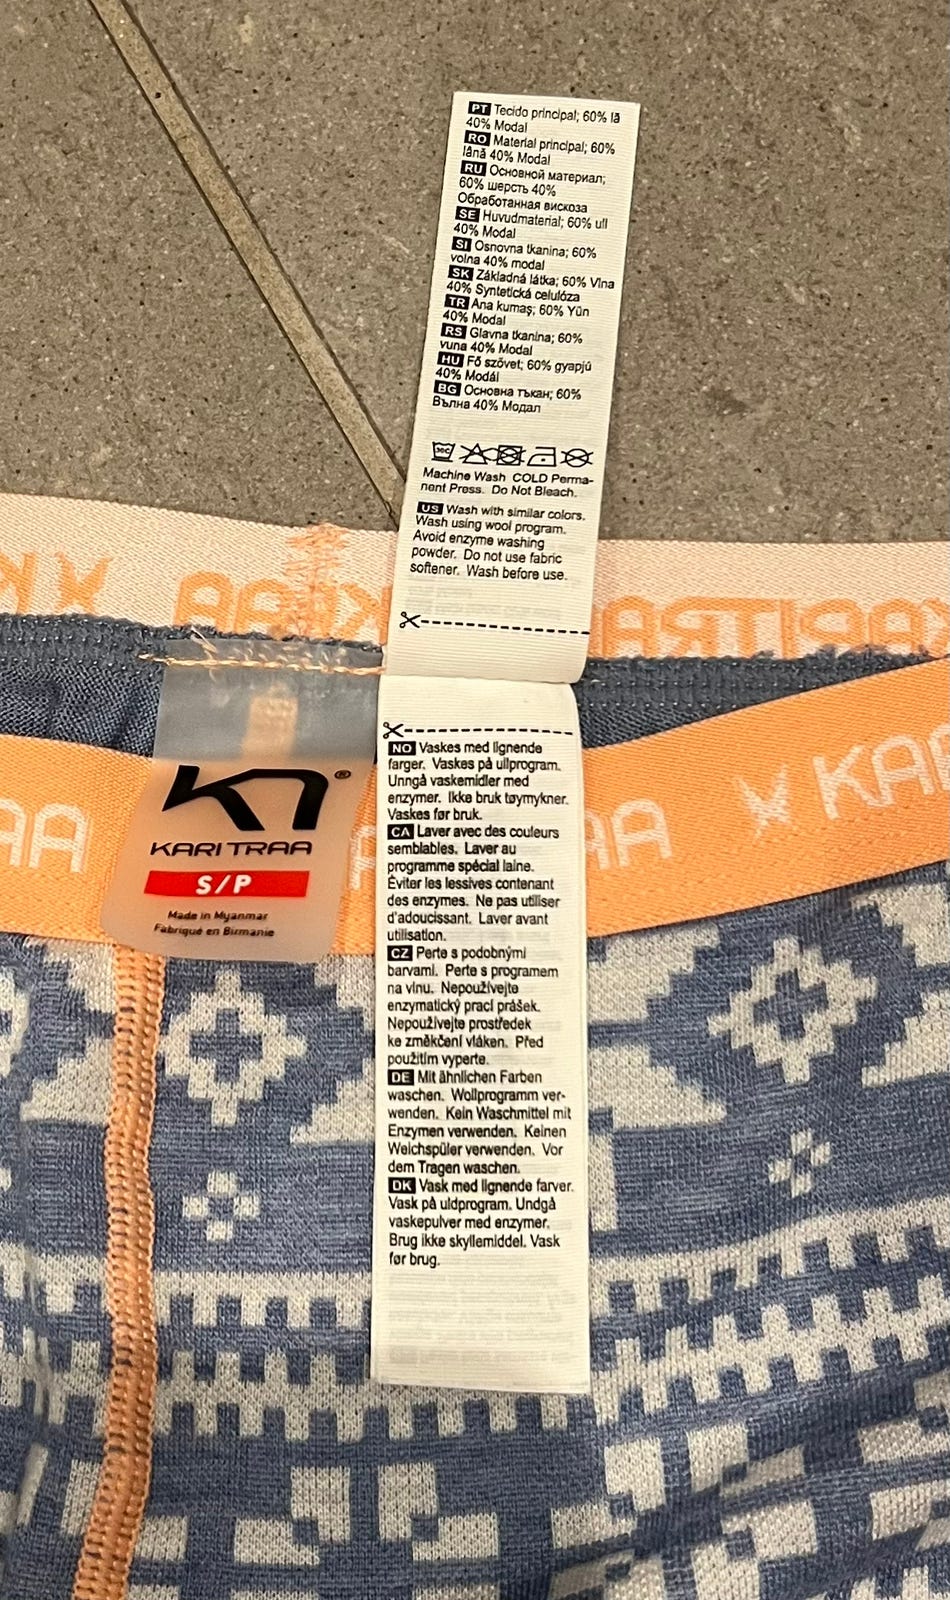 PT Tecido principal; 60% lã
40% Modal
RO Material principal; 60%
lână 40% Modal
RU Основной материал;
60% шерсть 40%
Обработанная вискоза
SE Huvudmaterial; 60% ull
40% Modal
SI Osnovna tkanina; 60%
volna 40% modal
SK Základná látka; 60% Vlna
40% Syntetická celulóza
TR Ana kumaş; 60% Yün
40% Modal
RS Glavna tkanina; 60%
vuna 40% Modal
HU Fő szövet; 60% gyapjú
40% Modál
BG Основна тъкан; 60%
Вълна 40% Модал
30C
Machine Wash COLD Perma-
nent Press. Do Not Bleach.
US Wash with similar colors.
Wash using wool program.
Avoid enzyme washing
powder. Do not use fabric
softener. Wash before use.
NO Vaskes med lignende
farger. Vaskes på ullprogram.
Unngå vaskemidler med
enzymer. Ikke bruk tøymykner.
Vaskes før bruk.
CA Laver avec des couleurs
semblables. Laver au
programme spécial laine.
Éviter les lessives contenant
des enzymes. Ne pas utiliser
d'adoucissant. Laver avant
utilisation.
CZ Perte s podobnými
barvami. Perte s programem
na vlnu. Nepoužívejte
enzymatický prací prášek.
Nepoužívejte prostředek
ke změkčení vláken. Před
použitím vyperte.
DE Mit ähnlichen Farben
waschen. Wollprogramm ver-
wenden. Kein Waschmittel mit
Enzymen verwenden. Keinen
Weichspüler verwenden. Vor
dem Tragen waschen.
DK Vask med lignende farver.
Vask på uldprogram. Undgå
vaskepulver med enzymer.
Brug ikke skyllemiddel. Vask
før brug.
KARI TRAA
S/P
Made in Myanmar
Fabriqué en Birmanie
KARITRAA
AA
AA
KAR